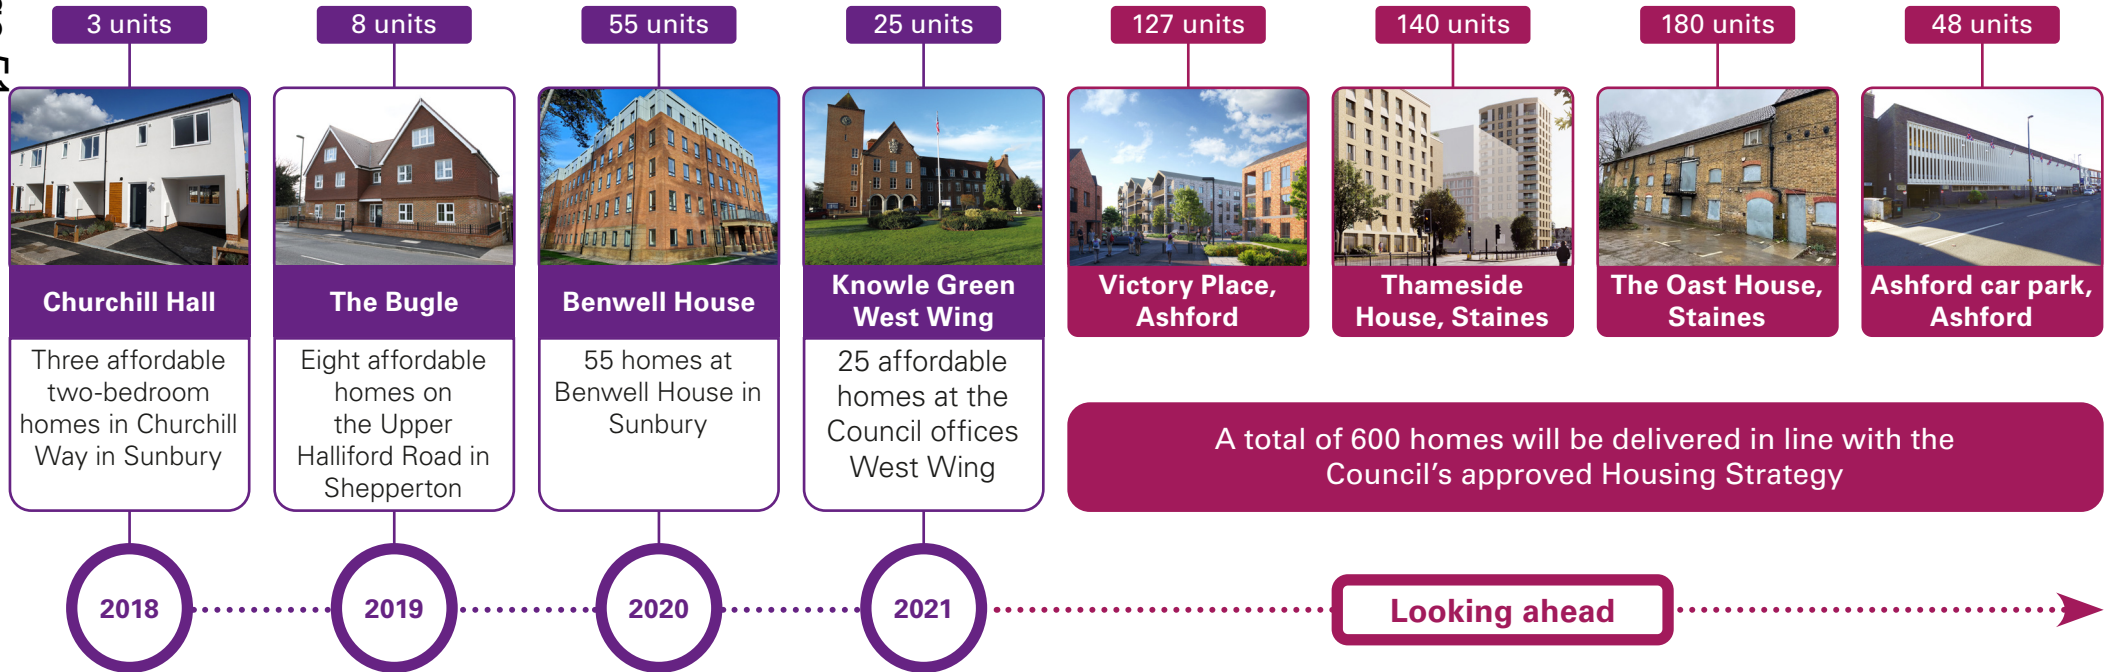 3 units
8 units
55 units
25 units
127 units
140 units
180 units
48 units
Churchill Hall
Three affordable
two-bedroom
homes in Churchill
Way in Sunbury
The Bugle
Eight affordable
homes on
the Upper
Halliford Road in
Shepperton
Benwell House
55 homes at
Benwell House in
Sunbury
Knowle Green
West Wing
25 affordable
homes at the
Council offices
West Wing
Victory Place,
Ashford
Thameside
House, Staines
The Oast House,
Staines
Ashford car park,
Ashford
A total of 600 homes will be delivered in line with the
Council’s approved Housing Strategy
2018
2019
2020
2021
Looking ahead